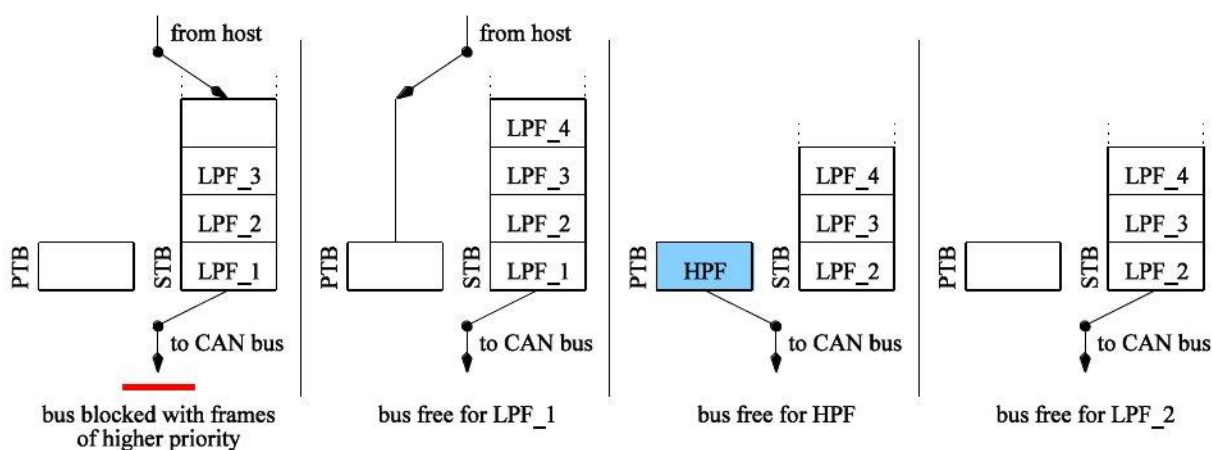 from host
LPF_3
LPF_2
LPF_1
PTB
STB
to CAN bus
bus blocked with frames
of higher priority
from host
LPF_4
LPF_3
LPF_2
LPF_1
PTB
STB
to CAN bus
bus free for LPF_1
LPF_4
LPF_3
LPF_2
PTB
HPF
STB
to CAN bus
bus free for HPF
LPF_4
LPF_3
LPF_2
PTB
STB
to CAN bus
bus free for LPF_2